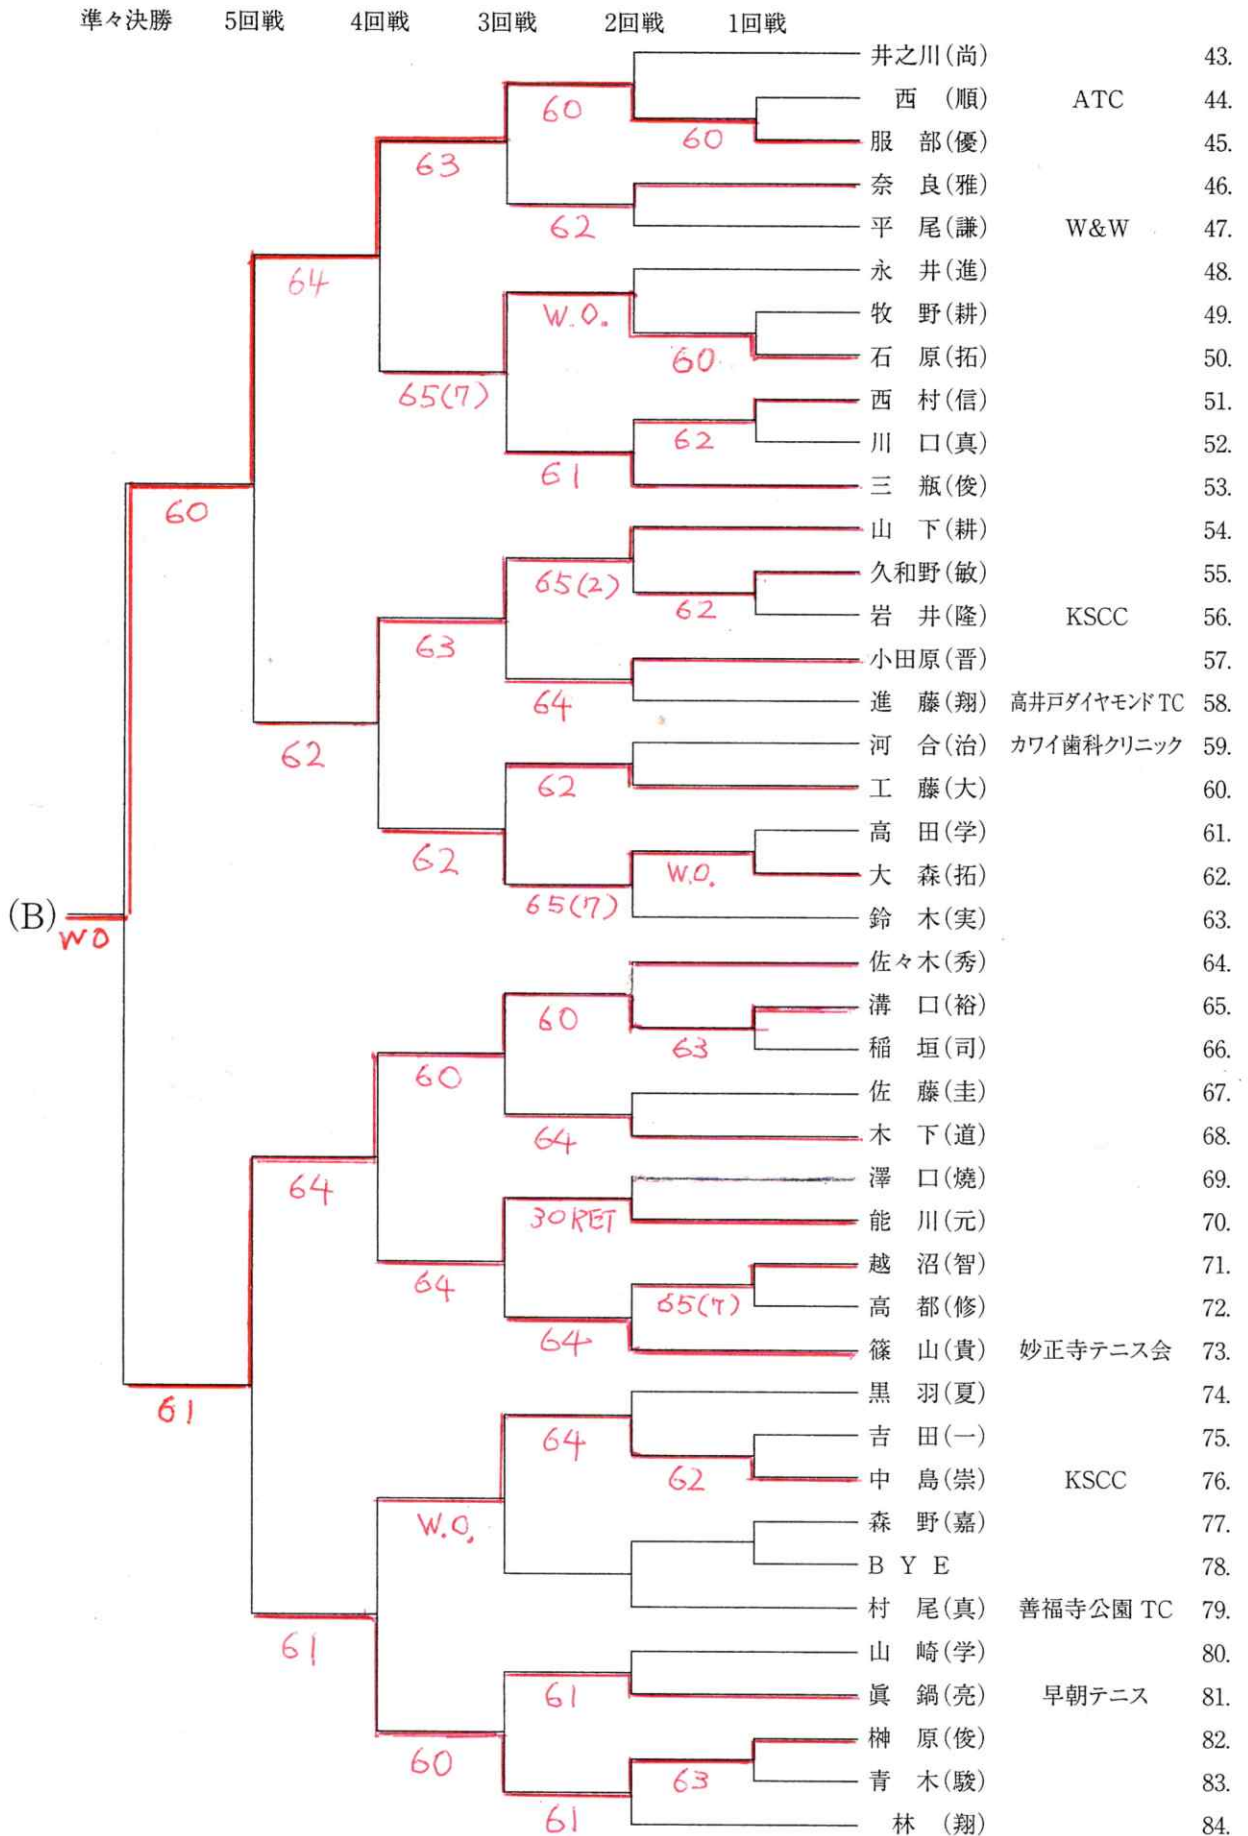 準々決勝 5回戦 4回戦 3回戦 2回戦 1回戦
井之川(尚) 43.
西 (順) ATC 44.
60
服 部(優) 45.
60
63
奈 良(雅) 46.
平 尾(謙) W&W 47.
62
永 井(進) 48.
64
牧 野(耕) 49.
W.O.
石 原(拓) 50.
60
65(7)
西 村(信) 51.
川 口(真) 52.
62
61
三 瓶(俊) 53.
60
山 下(耕) 54.
久和野(敏) 55.
65(2)
岩 井(隆) KSCC 56.
62
63
小田原(晋) 57.
進 藤(翔) 高井戸ダイヤモンドTC 58.
64
河 合(治) カワイ歯科クリニック 59.
62
工 藤(大) 60.
62
高 田(学) 61.
62
大 森(拓) 62.
W.O.
65(7)
鈴 木(実) 63.
(B)
WO
佐々木(秀) 64.
溝 口(裕) 65.
60
稲 垣(司) 66.
63
60
佐 藤(圭) 67.
木 下(道) 68.
64
澤 口(燒) 69.
64
能 川(元) 70.
30RET
越 沼(智) 71.
64
高 都(修) 72.
65(7)
64
篠 山(貴) 妙正寺テニス会 73.
黒 羽(夏) 74.
61
吉 田(一) 75.
64
中 島(崇) KSCC 76.
62
森 野(嘉) 77.
W.O.
B Y E 78.
村 尾(真) 善福寺公園 TC 79.
山 崎(学) 80.
61
眞 鍋(亮) 早朝テニス 81.
61
榊 原(俊) 82.
60
青 木(駿) 83.
63
61
林 (翔) 84.